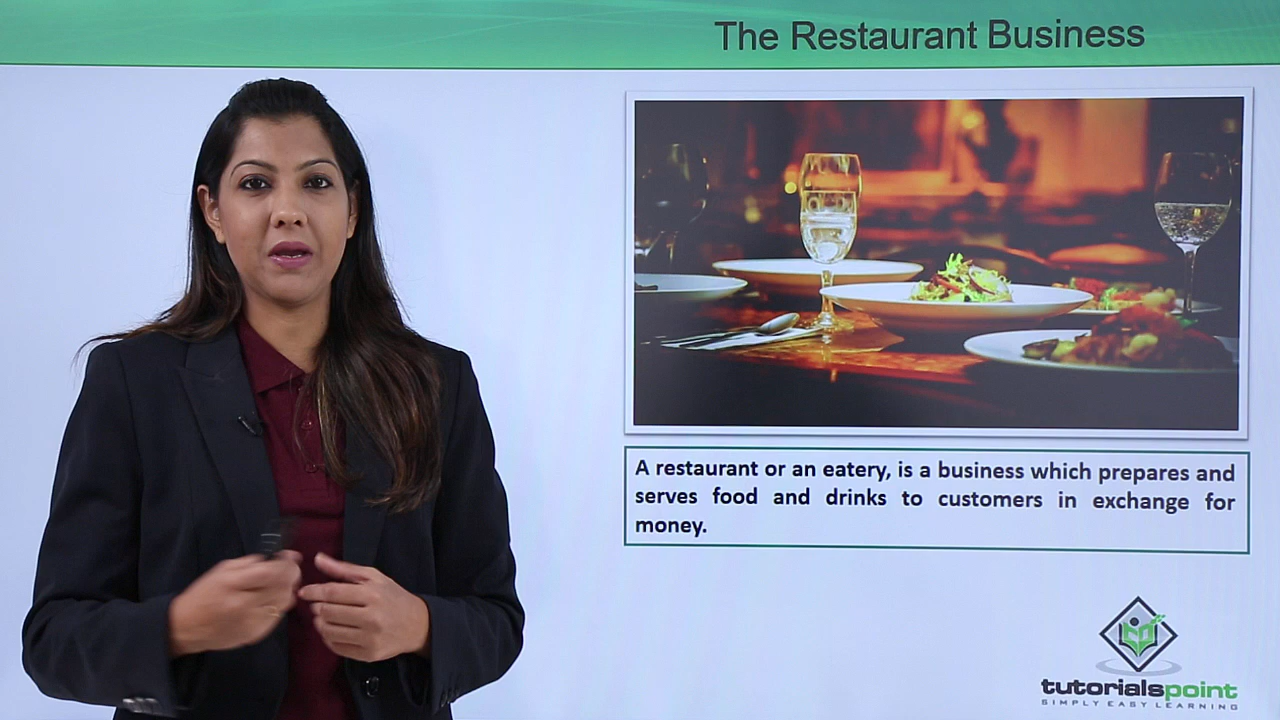 The Restaurant Business
A restaurant or an eatery, is a business which prepares and
serves food and drinks to customers in exchange for
money.
tutorialspoint
SIMPLY EASY LEARNING